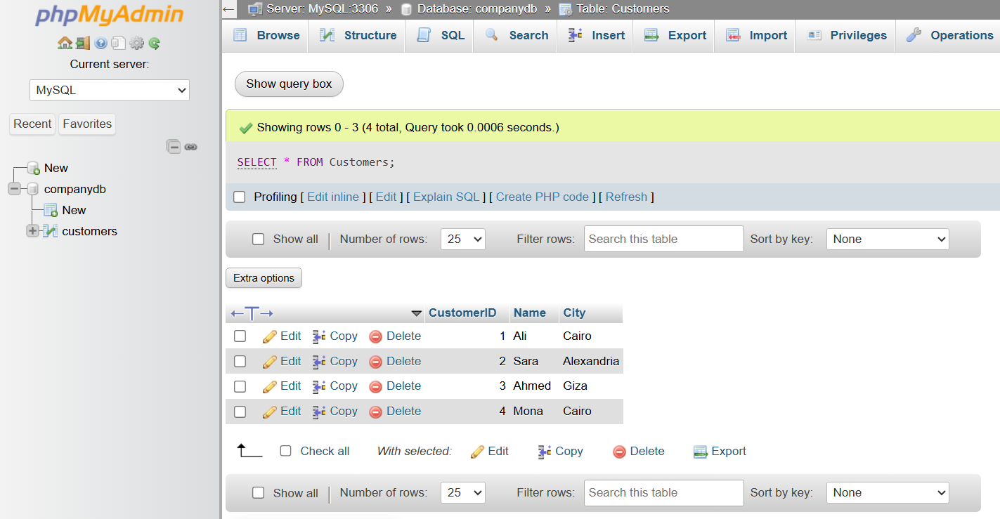 phpMyAdmin
Current server:
MySQL
Recent Favorites
New
companydb
New
customers
Server: MySQL:3306 » Database: companydb » Table: Customers
Browse Structure SQL Search Insert Export Import Privileges Operations
Show query box
Showing rows 0 - 3 (4 total, Query took 0.0006 seconds.)
SELECT * FROM Customers;
Profiling [ Edit inline ] [ Edit ] [ Explain SQL ] [ Create PHP code ] [ Refresh ]
Show all | Number of rows: 25 Filter rows: Search this table Sort by key: None
Extra options
←T→ CustomerID Name City
Edit Copy Delete 1 Ali Cairo
Edit Copy Delete 2 Sara Alexandria
Edit Copy Delete 3 Ahmed Giza
Edit Copy Delete 4 Mona Cairo
Check all With selected: Edit Copy Delete Export
Show all | Number of rows: 25 Filter rows: Search this table Sort by key: None